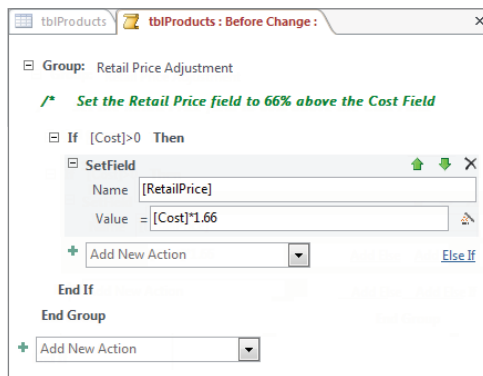 tblProducts tblProducts : Before Change :
Group: Retail Price Adjustment
/* Set the Retail Price field to 66% above the Cost Field
If [Cost]>0 Then
SetField
Name [RetailPrice]
Value = [Cost]*1.66
Add New Action Else If
End If
End Group
Add New Action